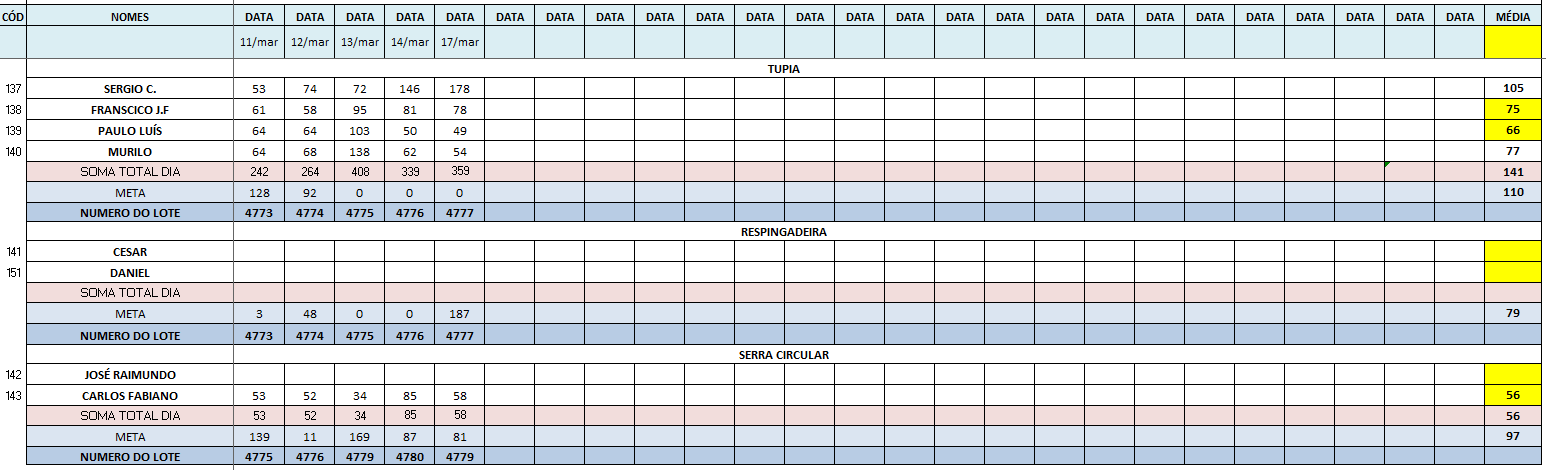 CÓD NOMES DATA DATA DATA DATA DATA DATA DATA DATA DATA DATA DATA DATA DATA DATA DATA DATA DATA DATA DATA DATA DATA DATA DATA DATA DATA MÉDIA
11/mar 12/mar 13/mar 14/mar 17/mar
TUPIA
137 SERGIO C. 53 74 72 146 178 105
138 FRANSCICO J.F 61 58 95 81 78 75
139 PAULO LUÍS 64 64 103 50 49 66
140 MURILO 64 68 138 62 54 77
SOMA TOTAL DIA 242 264 408 339 359 141
META 128 92 0 0 0 110
NUMERO DO LOTE 4773 4774 4775 4776 4777
RESPINGADEIRA
141 CESAR
151 DANIEL
SOMA TOTAL DIA
META 3 48 0 0 187 79
NUMERO DO LOTE 4773 4774 4775 4776 4777
SERRA CIRCULAR
142 JOSÉ RAIMUNDO
143 CARLOS FABIANO 53 52 34 85 58 56
SOMA TOTAL DIA 53 52 34 85 58 56
META 139 11 169 87 81 97
NUMERO DO LOTE 4775 4776 4779 4780 4779